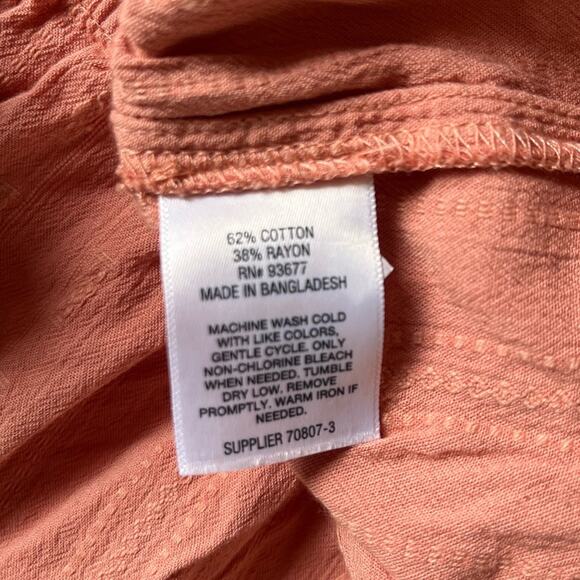 62% COTTON
38% RAYON
RN# 93677
MADE IN BANGLADESH
MACHINE WASH COLD
WITH LIKE COLORS,
GENTLE CYCLE. ONLY
NON-CHLORINE BLEACH
WHEN NEEDED. TUMBLE
DRY LOW. REMOVE
PROMPTLY. WARM IRON IF
NEEDED.
SUPPLIER 70807-3